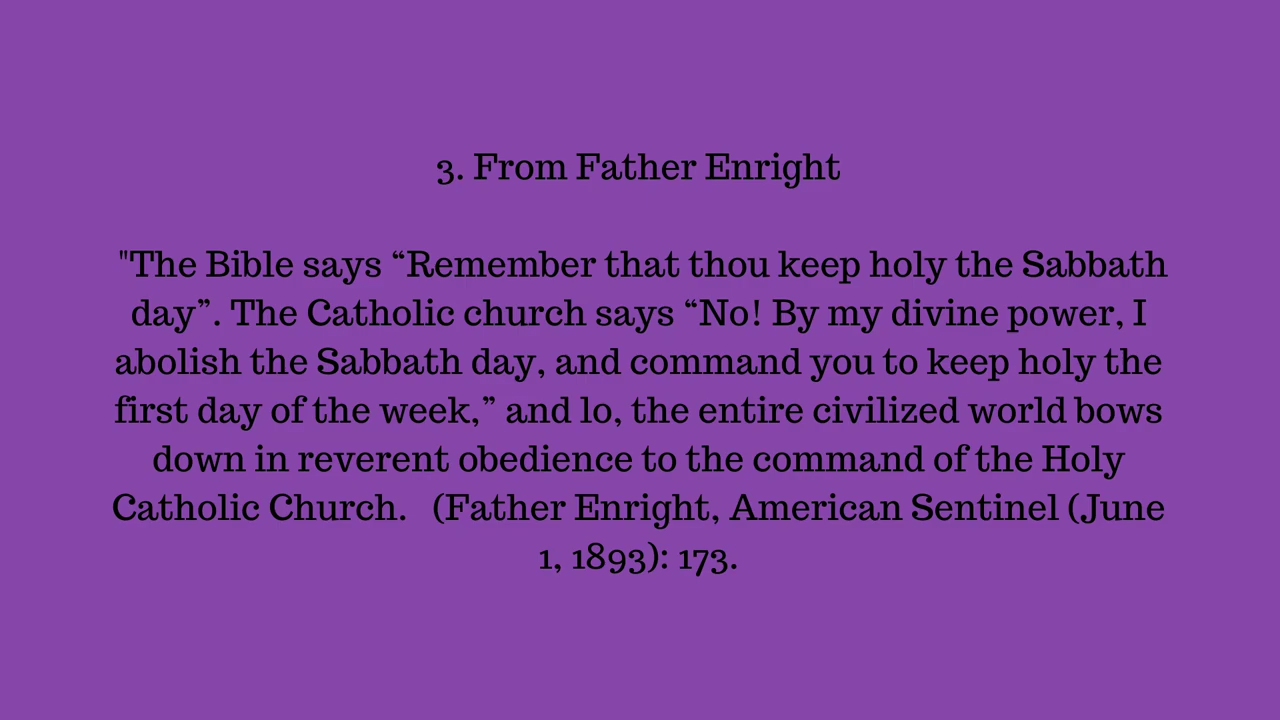 3. From Father Enright
"The Bible says “Remember that thou keep holy the Sabbath
day”. The Catholic church says “No! By my divine power, I
abolish the Sabbath day, and command you to keep holy the
first day of the week,” and lo, the entire civilized world bows
down in reverent obedience to the command of the Holy
Catholic Church.   (Father Enright, American Sentinel (June
1, 1893): 173.